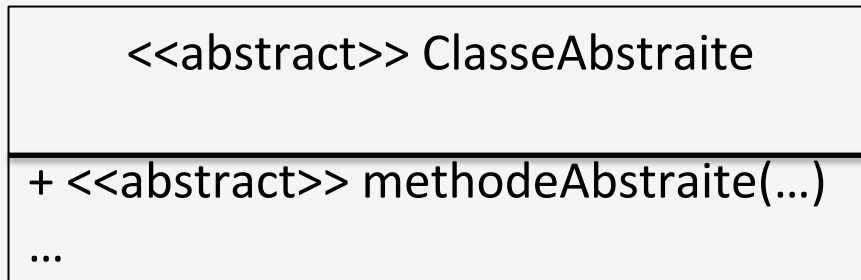 <<abstract>> ClasseAbstraite
+ <<abstract>> methodeAbstraite(...)
...